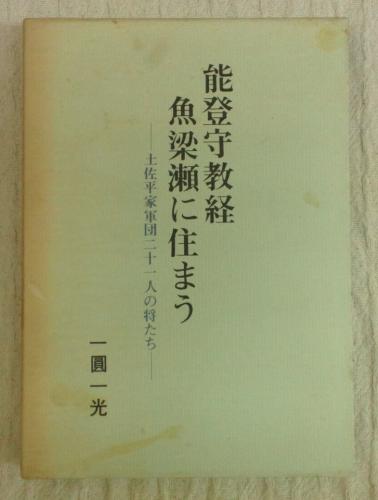 能登守教経
魚梁瀬に住まう
――土佐平家軍団二十一人の将たち――
一圓一光